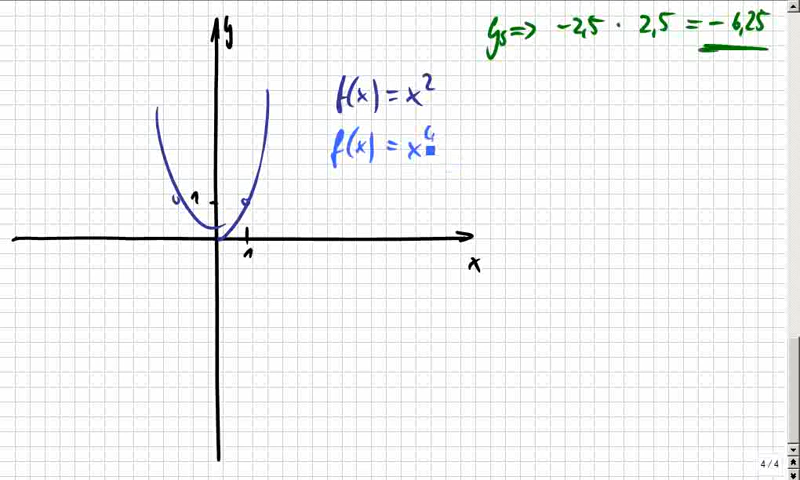 y
ys => -2,5 · 2,5 = -6,25
f(x) = x²
f(x) = x⁴
1
1
x
4 / 4